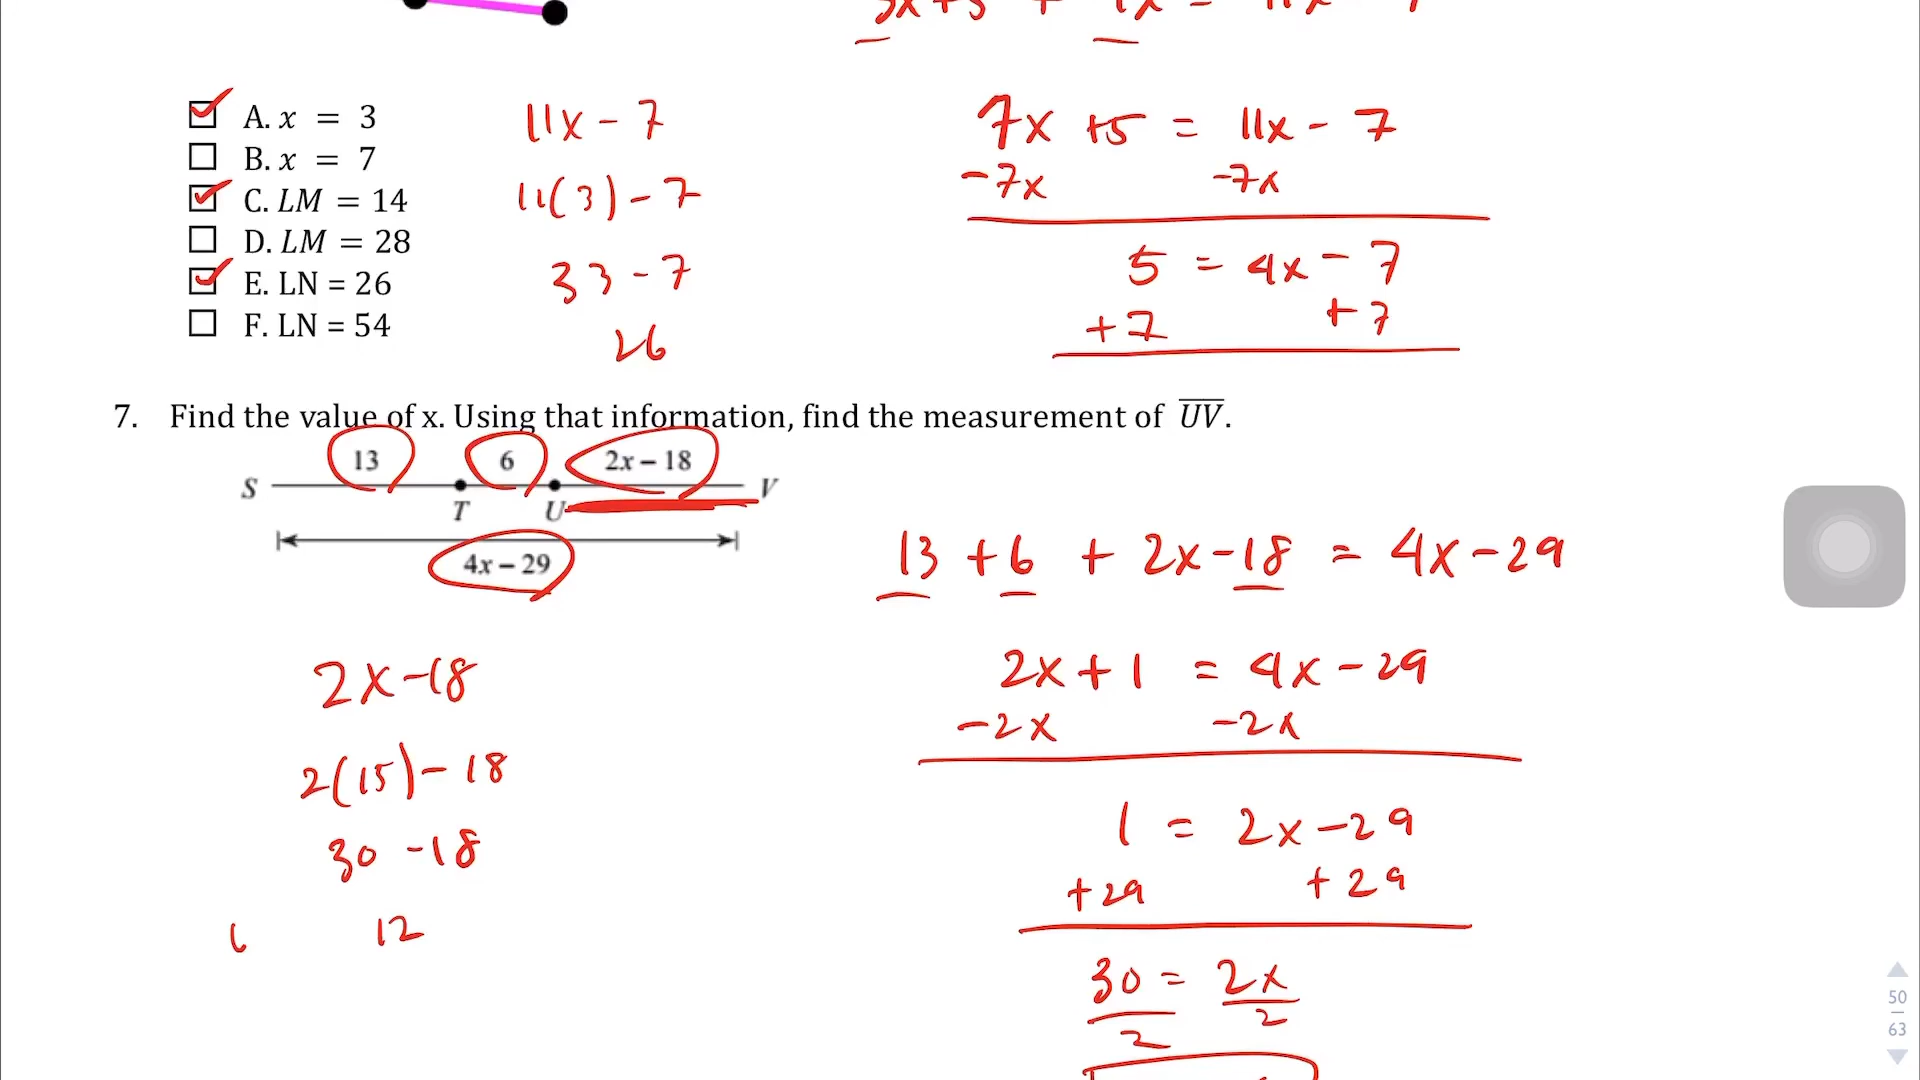 A. x = 3
B. x = 7
C. LM = 14
D. LM = 28
E. LN = 26
F. LN = 54
11x - 7
11(3) - 7
33 - 7
26
7x +5 = 11x - 7
-7x -7x
5 = 4x - 7
+7 +7
7. Find the value of x. Using that information, find the measurement of UV.
13 6 2x – 18
S T U V
4x – 29
13 + 6 + 2x - 18 = 4x - 29
2x + 1 = 4x - 29
-2x -2x
1 = 2x - 29
+29 +29
30 = 2x
2 2
2x - 18
2(15) - 18
30 - 18
12
50
63